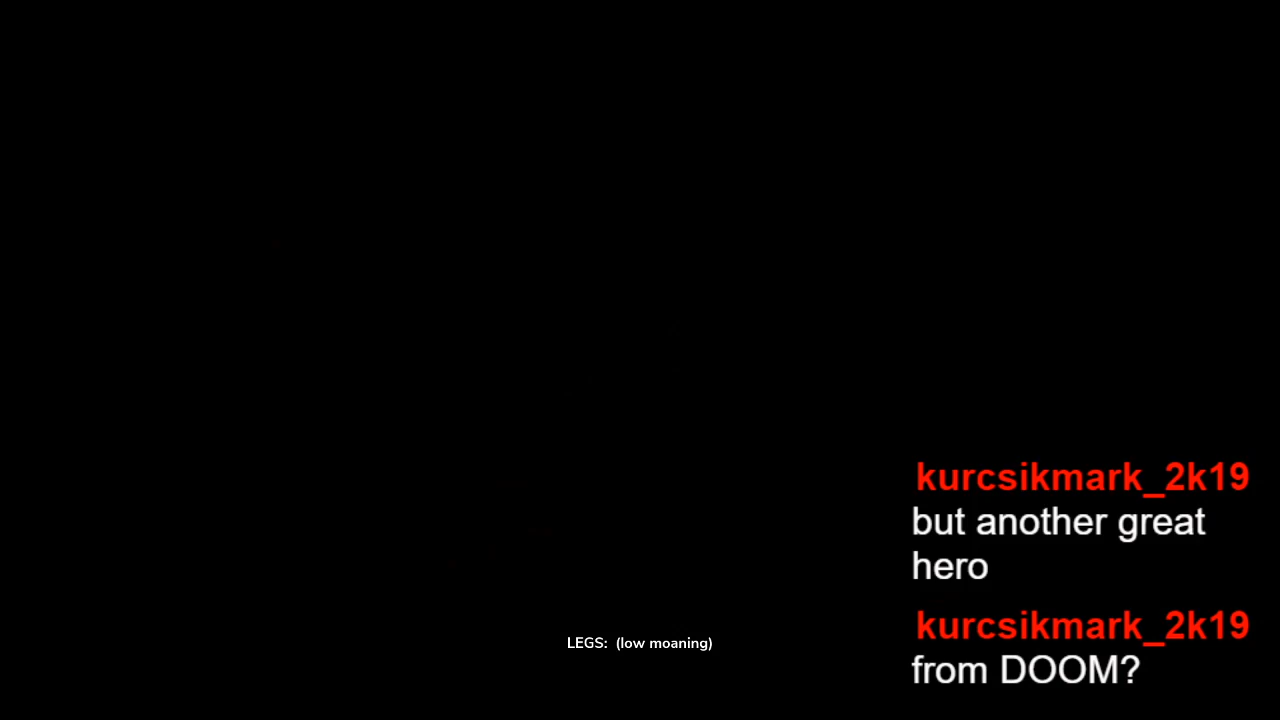 kurcsikmark_2k19
but another great
hero
kurcsikmark_2k19
from DOOM?
LEGS: (low moaning)